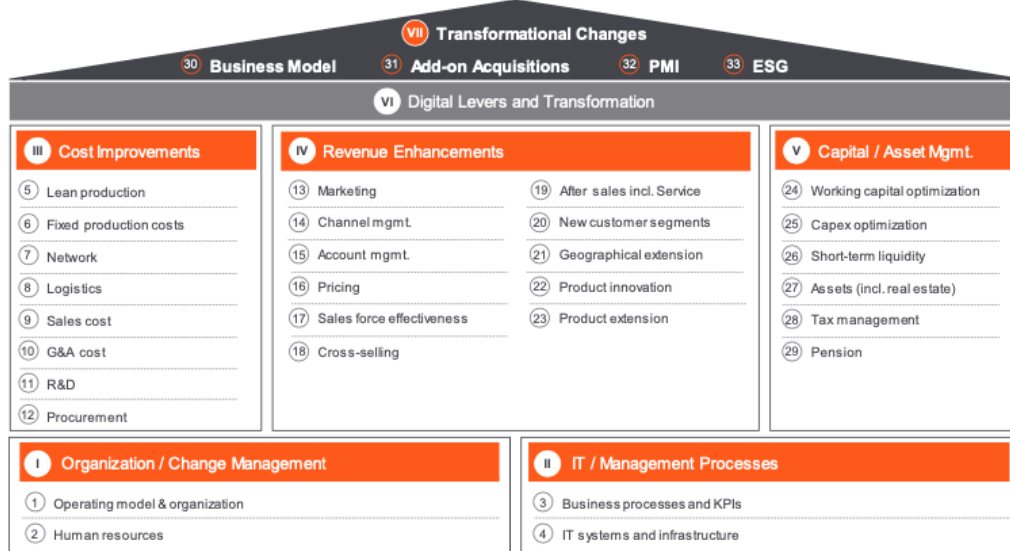 VII Transformational Changes
30 Business Model 31 Add-on Acquisitions 32 PMI 33 ESG
VI Digital Levers and Transformation
III Cost Improvements
5 Lean production
6 Fixed production costs
7 Network
8 Logistics
9 Sales cost
10 G&A cost
11 R&D
12 Procurement
IV Revenue Enhancements
13 Marketing
14 Channel mgmt.
15 Account mgmt.
16 Pricing
17 Sales force effectiveness
18 Cross-selling
19 After sales incl. Service
20 New customer segments
21 Geographical extension
22 Product innovation
23 Product extension
V Capital / Asset Mgmt.
24 Working capital optimization
25 Capex optimization
26 Short-term liquidity
27 Assets (incl. real estate)
28 Tax management
29 Pension
I Organization / Change Management
1 Operating model & organization
2 Human resources
II IT / Management Processes
3 Business processes and KPIs
4 IT systems and infrastructure